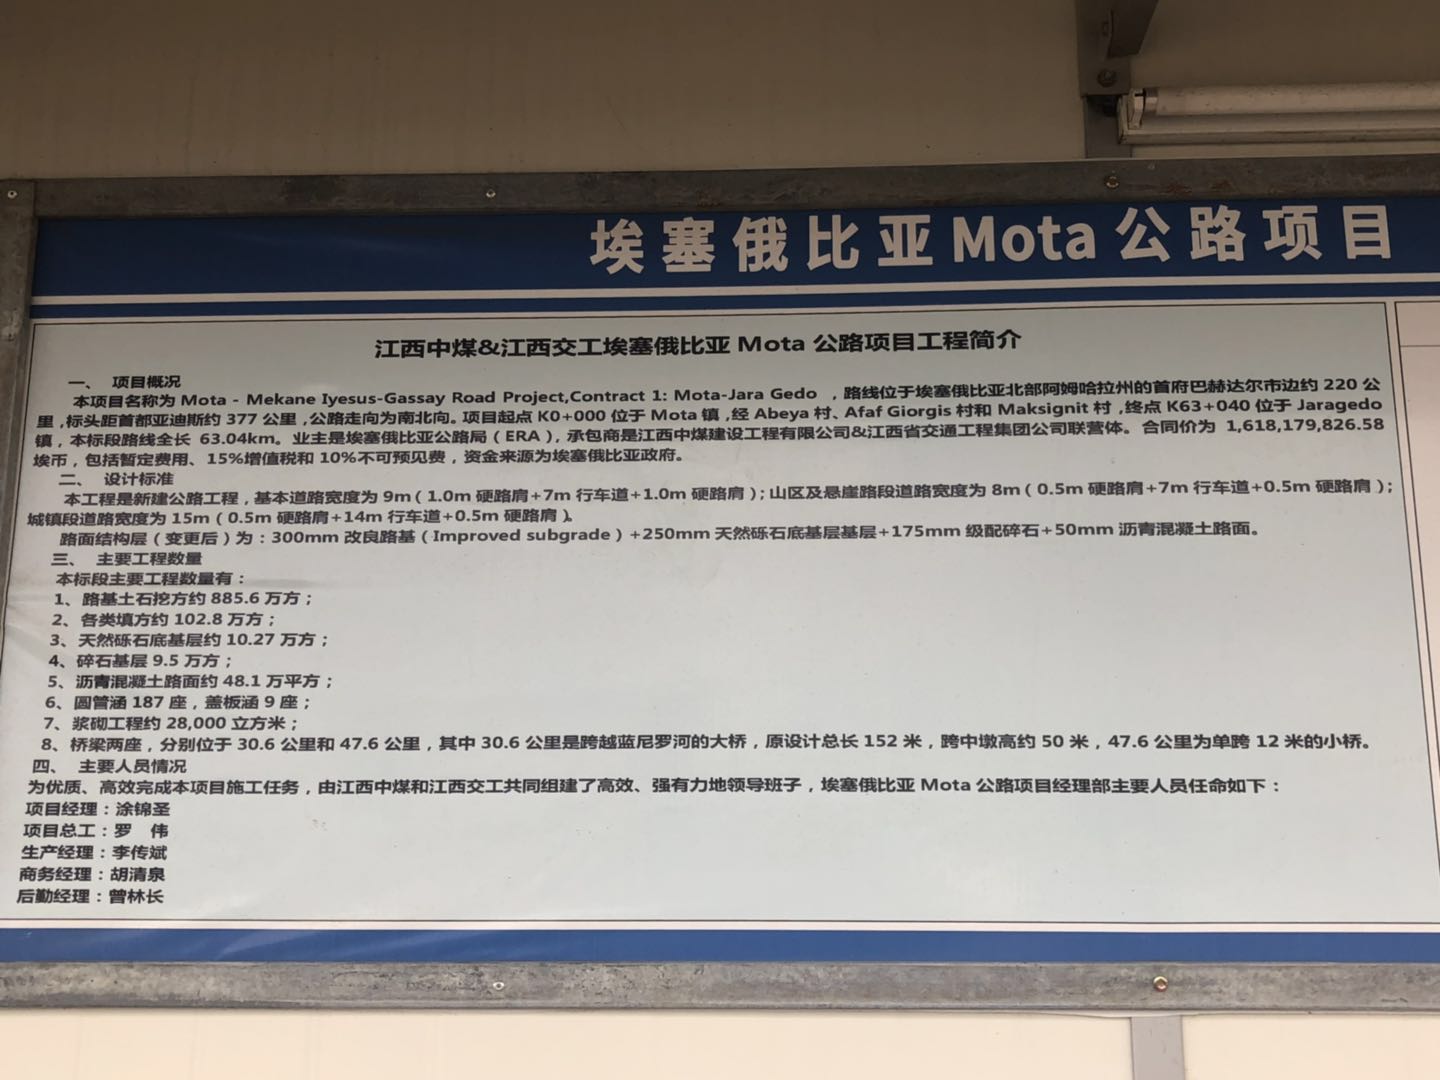 埃塞俄比亚Mota公路项目
江西中煤&江西交工埃塞俄比亚 Mota 公路项目工程简介
一、 项目概况
本项目名称为 Mota - Mekane Iyesus-Gassay Road Project,Contract 1: Mota-Jara Gedo ，路线位于埃塞俄比亚北部阿姆哈拉州的首府巴赫达尔市边约 220 公
里，标头距首都亚迪斯约 377 公里，公路走向为南北向。项目起点 K0+000 位于 Mota 镇，经 Abeya 村、Afaf Giorgis 村和 Maksignit 村，终点 K63+040 位于 Jaragedo
镇，本标段路线全长 63.04km。业主是埃塞俄比亚公路局（ERA），承包商是江西中煤建设工程有限公司&江西省交通工程集团公司联营体。合同价为 1,618,179,826.58
埃币，包括暂定费用、15%增值税和 10%不可预见费，资金来源为埃塞俄比亚政府。
二、 设计标准
本工程是新建公路工程，基本道路宽度为 9m（1.0m 硬路肩+7m 行车道+1.0m 硬路肩）；山区及悬崖路段道路宽度为 8m（0.5m 硬路肩+7m 行车道+0.5m 硬路肩）；
城镇段道路宽度为 15m（0.5m 硬路肩+14m 行车道+0.5m 硬路肩）。
路面结构层（变更后）为：300mm 改良路基（Improved subgrade）+250mm 天然砾石底基层基层+175mm 级配碎石+50mm 沥青混凝土路面。
三、 主要工程数量
本标段主要工程数量有：
1、路基土石挖方约 885.6 万方；
2、各类填方约 102.8 万方；
3、天然砾石底基层约 10.27 万方；
4、碎石基层 9.5 万方；
5、沥青混凝土路面约 48.1 万平方；
6、圆管涵 187 座，盖板涵 9 座；
7、浆砌工程约 28,000 立方米；
8、桥梁两座，分别位于 30.6 公里和 47.6 公里，其中 30.6 公里是跨越蓝尼罗河的大桥，原设计总长 152 米，跨中墩高约 50 米，47.6 公里为单跨 12 米的小桥。
四、 主要人员情况
为优质、高效完成本项目施工任务，由江西中煤和江西交工共同组建了高效、强有力地领导班子，埃塞俄比亚 Mota 公路项目经理部主要人员任命如下：
项目经理：涂锦圣
项目总工：罗 伟
生产经理：李传斌
商务经理：胡清泉
后勤经理：曾林长